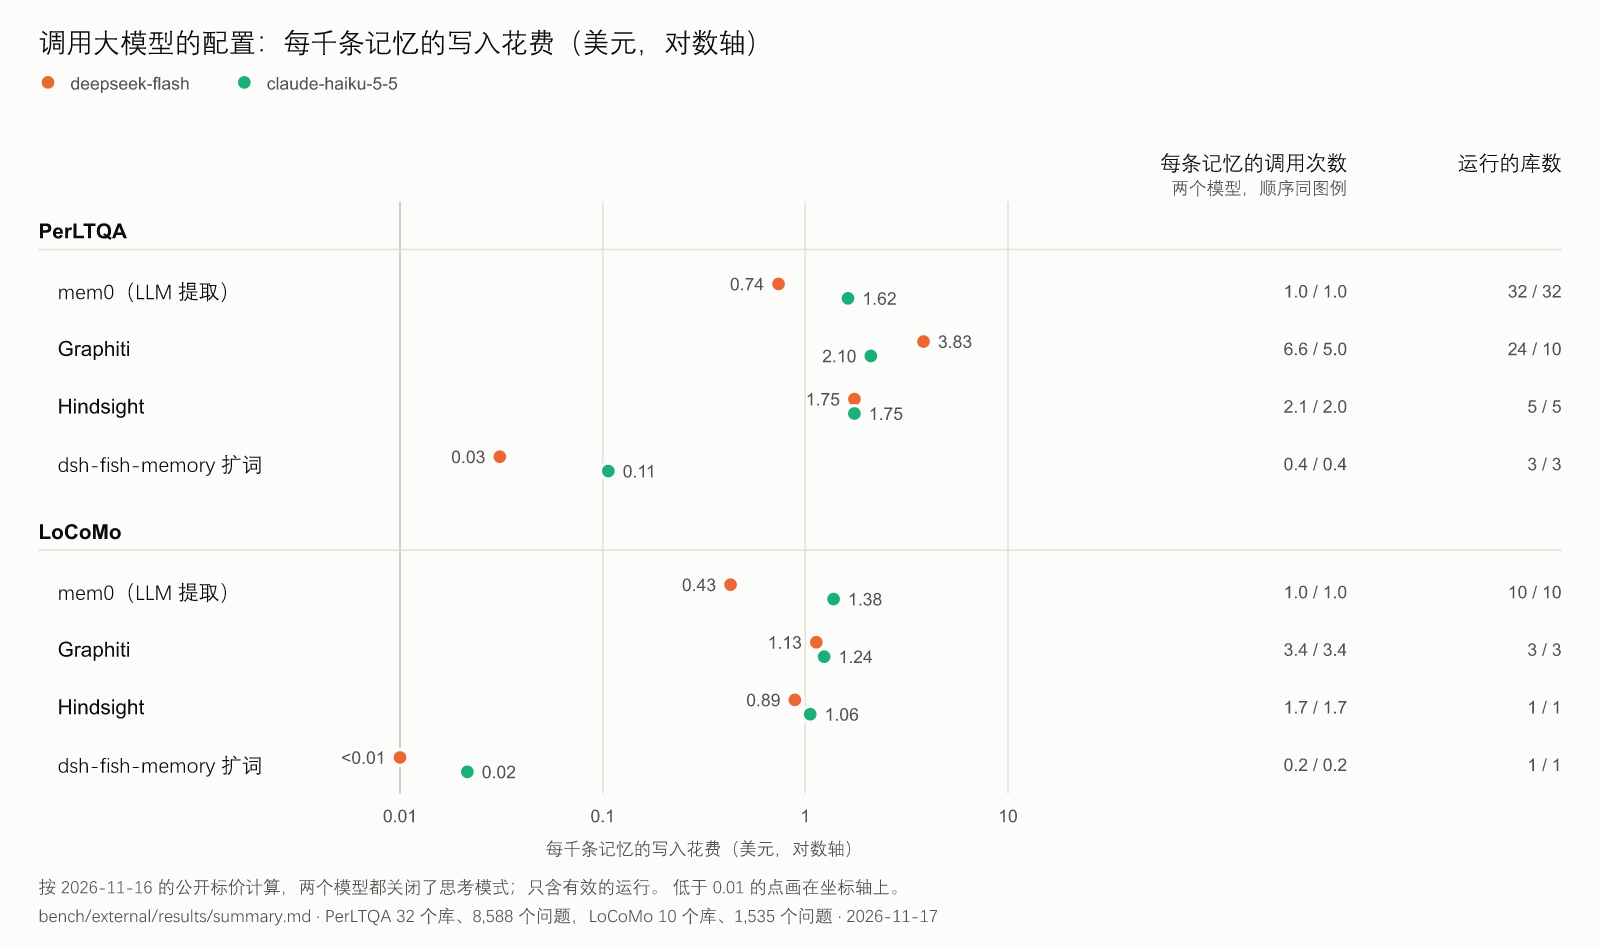 调用大模型的配置：每千条记忆的写入花费（美元，对数轴）
deepseek-flash claude-haiku-5-5
每条记忆的调用次数 运行的库数
两个模型，顺序同图例
PerLTQA
mem0（LLM 提取） 0.74 1.62 1.0 / 1.0 32 / 32
Graphiti 2.10 3.83 6.6 / 5.0 24 / 10
Hindsight 1.75 1.75 2.1 / 2.0 5 / 5
dsh-fish-memory 扩词 0.03 0.11 0.4 / 0.4 3 / 3
LoCoMo
mem0（LLM 提取） 0.43 1.38 1.0 / 1.0 10 / 10
Graphiti 1.13 1.24 3.4 / 3.4 3 / 3
Hindsight 0.89 1.06 1.7 / 1.7 1 / 1
dsh-fish-memory 扩词 <0.01 0.02 0.2 / 0.2 1 / 1
0.01 0.1 1 10
每千条记忆的写入花费（美元，对数轴）
按 2026-11-16 的公开标价计算，两个模型都关闭了思考模式；只含有效的运行。 低于 0.01 的点画在坐标轴上。
bench/external/results/summary.md · PerLTQA 32 个库、8,588 个问题，LoCoMo 10 个库、1,535 个问题 · 2026-11-17